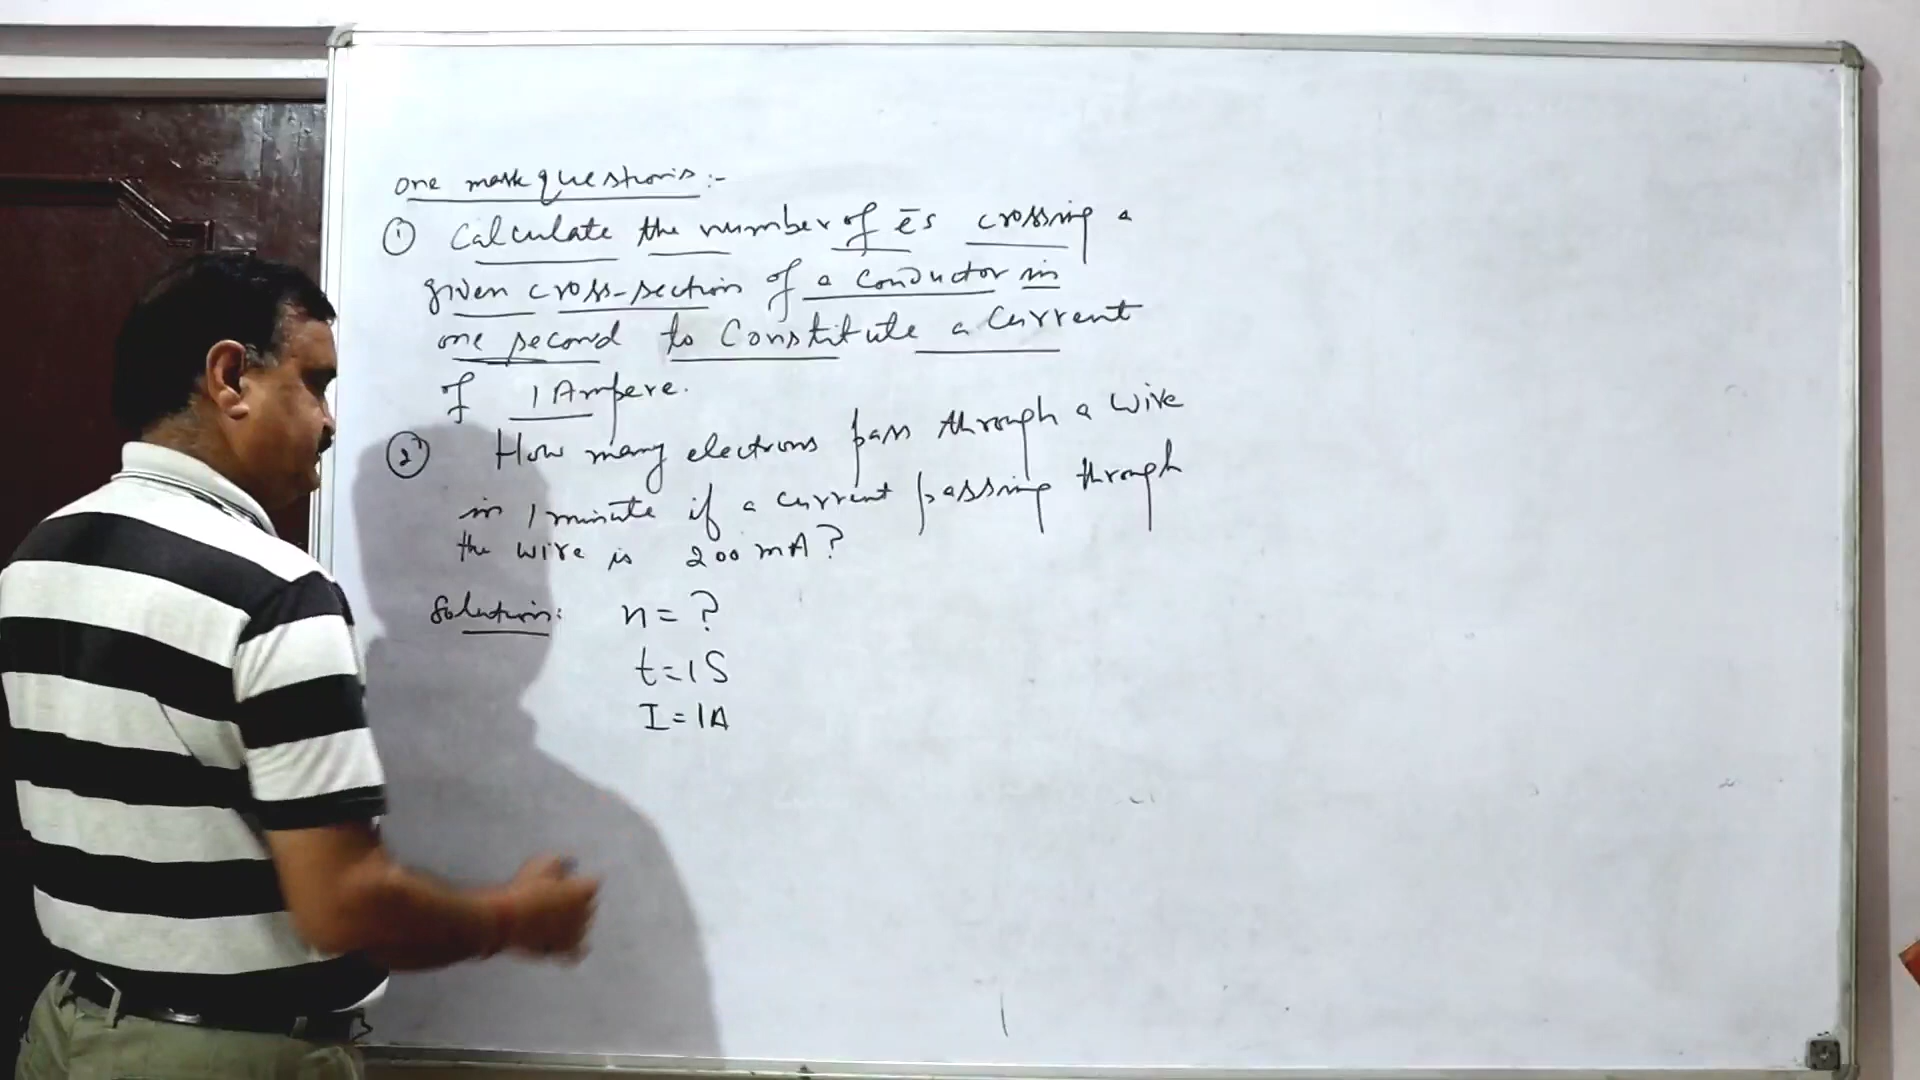 One mark questions:-
① Calculate the number of ēs crossing a
given cross-section of a conductor in
one second to constitute a current
of 1 Ampere.
② How many electrons pass through a wire
in 1 minute if a current passing through
the wire is 200 mA?
Solution: n = ?
t = 1 S
I = 1A